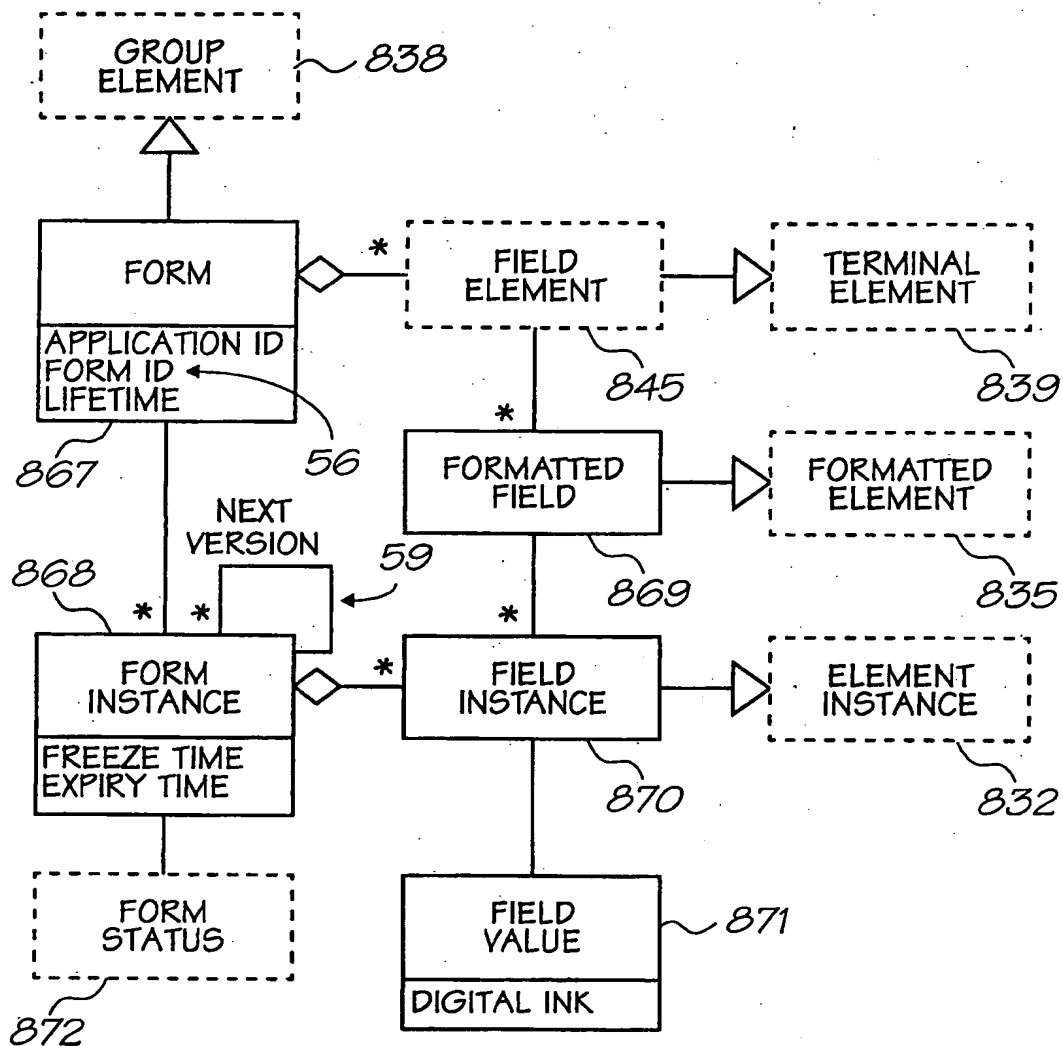 GROUP
ELEMENT
838
FORM
APPLICATION ID
FORM ID
LIFETIME
867
56
*
FIELD
ELEMENT
845
TERMINAL
ELEMENT
839
*
FORMATTED
FIELD
869
FORMATTED
ELEMENT
835
NEXT
VERSION
59
868
*
*
FORM
INSTANCE
FREEZE TIME
EXPIRY TIME
*
*
FIELD
INSTANCE
870
ELEMENT
INSTANCE
832
FORM
STATUS
872
FIELD
VALUE
DIGITAL INK
871